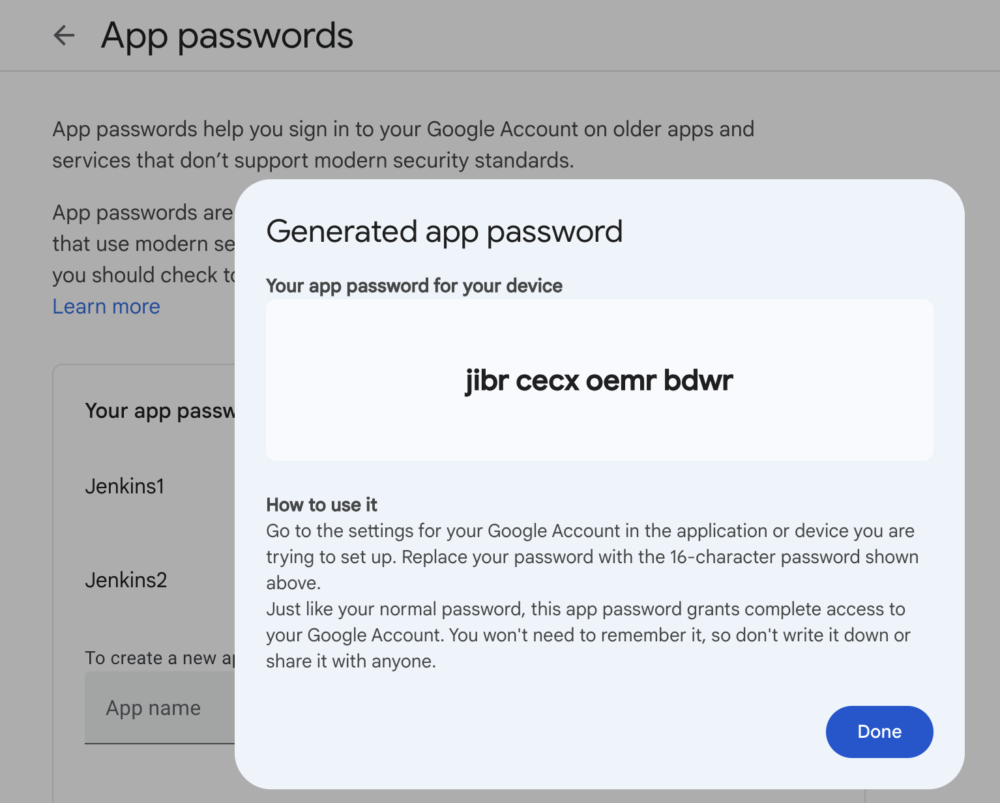 App passwords
App passwords help you sign in to your Google Account on older apps and
services that don’t support modern security standards.
App passwords are
that use modern se
you should check to
Learn more
Your app passw
Jenkins1
Jenkins2
To create a new ap
App name
Generated app password
Your app password for your device
jibr cecx oemr bdwr
How to use it
Go to the settings for your Google Account in the application or device you are
trying to set up. Replace your password with the 16-character password shown
above.
Just like your normal password, this app password grants complete access to
your Google Account. You won't need to remember it, so don't write it down or
share it with anyone.
Done